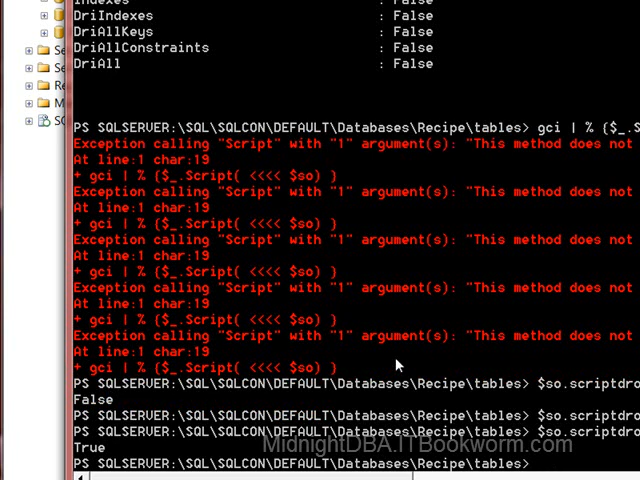 Indexes : False
DriIndexes : False
DriAllKeys : False
DriAllConstraints : False
DriAll : False
Se
Se
Re
M
SQ
PS SQLSERVER:\SQL\SQLCON\DEFAULT\Databases\Recipe\tables> gci | % {$_.S
Exception calling "Script" with "1" argument(s): "This method does not
At line:1 char:19
+ gci | % {$_.Script( <<<< $so) }
Exception calling "Script" with "1" argument(s): "This method does not
At line:1 char:19
+ gci | % {$_.Script( <<<< $so) }
Exception calling "Script" with "1" argument(s): "This method does not
At line:1 char:19
+ gci | % {$_.Script( <<<< $so) }
Exception calling "Script" with "1" argument(s): "This method does not
At line:1 char:19
+ gci | % {$_.Script( <<<< $so) }
Exception calling "Script" with "1" argument(s): "This method does not
At line:1 char:19
+ gci | % {$_.Script( <<<< $so) }
PS SQLSERVER:\SQL\SQLCON\DEFAULT\Databases\Recipe\tables> $so.scriptdro
False
PS SQLSERVER:\SQL\SQLCON\DEFAULT\Databases\Recipe\tables> $so.scriptdro
PS SQLSERVER:\SQL\SQLCON\DEFAULT\Databases\Recipe\tables> $so.scriptdro
True
MidnightDBA.ITBookworm.com
PS SQLSERVER:\SQL\SQLCON\DEFAULT\Databases\Recipe\tables>